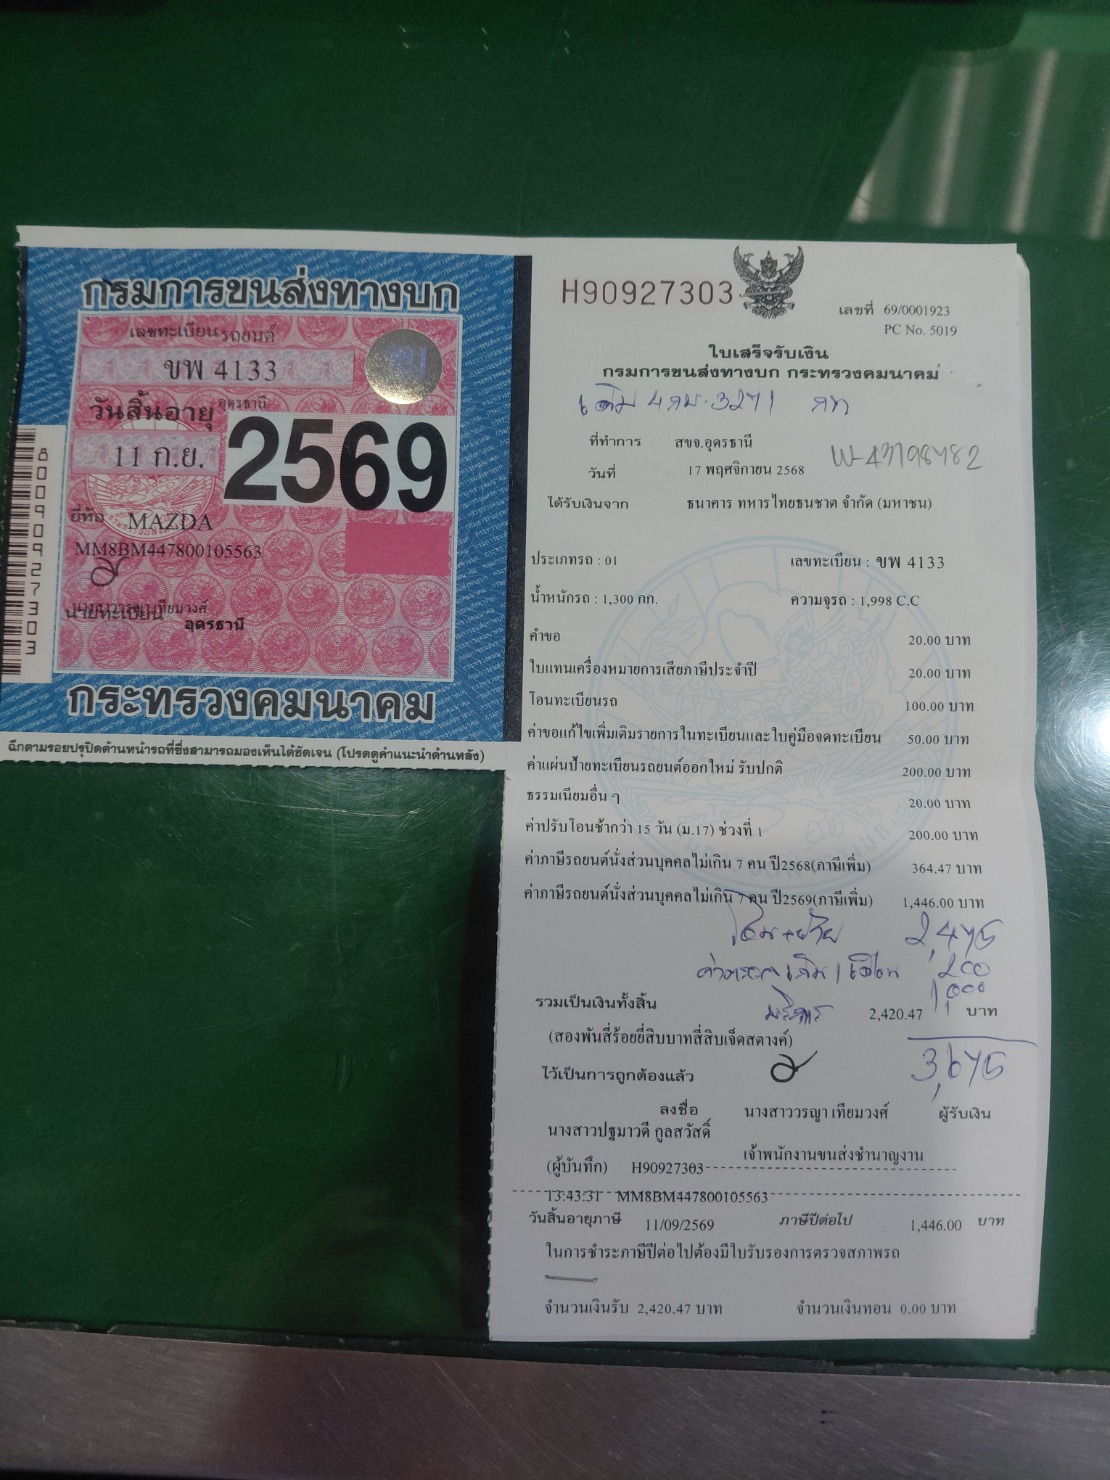 กรมการขนส่งทางบก
เลขทะเบียนรถยนต์
ขพ 4133
วันสิ้นอายุ อุดรธานี
11 ก.ย. 2569
ยี่ห้อ MAZDA
MM8BM447800105563
นายทะเบียน
อุดรธานี
กระทรวงคมนาคม
ฉีกตามรอยปรุปิดด้านหน้ารถที่ซึ่งสามารถมองเห็นได้ชัดเจน (โปรดดูคำแนะนำด้านหลัง)
80090927303
H90927303
เลขที่ 69/0001923
PC No. 5019
ใบเสร็จรับเงิน
กรมการขนส่งทางบก กระทรวงคมนาคม
เดิม 4กม-3271 กท
ที่ทำการ สขจ.อุดรธานี
วันที่ 17 พฤศจิกายน 2568
ได้รับเงินจาก ธนาคาร ทหารไทยธนชาต จำกัด (มหาชน)
ประเภทรถ : 01 เลขทะเบียน : ขพ 4133
น้ำหนักรถ : 1,300 กก. ความจุรถ : 1,998 C.C
คำขอ 20.00 บาท
ใบแทนเครื่องหมายการเสียภาษีประจำปี 20.00 บาท
โอนทะเบียนรถ 100.00 บาท
ค่าขอแก้ไขเพิ่มเติมรายการในทะเบียนและใบคู่มือจดทะเบียน 50.00 บาท
ค่าแผ่นป้ายทะเบียนรถยนต์ออกใหม่ รับปกติ 200.00 บาท
ธรรมเนียมอื่น ๆ 20.00 บาท
ค่าปรับโอนช้ากว่า 15 วัน (ม.17) ช่วงที่ 1 200.00 บาท
ค่าภาษีรถยนต์นั่งส่วนบุคคลไม่เกิน 7 คน ปี2568(ภาษีเพิ่ม) 364.47 บาท
ค่าภาษีรถยนต์นั่งส่วนบุคคลไม่เกิน 7 คน ปี2569(ภาษีเพิ่ม) 1,446.00 บาท
โอน+ย้าย 2,475
200
บริการ 1,000
รวมเป็นเงินทั้งสิ้น 2,420.47 บาท
(สองพันสี่ร้อยยี่สิบบาทสี่สิบเจ็ดสตางค์)
3,675
ไว้เป็นการถูกต้องแล้ว
ลงชื่อ นางสาววรญา เทียมวงศ์ ผู้รับเงิน
นางสาวปฐมาวดี กูลสวัสดิ์
เจ้าพนักงานขนส่งชำนาญงาน
(ผู้บันทึก) H90927303
13:43:31 MM8BM447800105563
วันสิ้นอายุภาษี 11/09/2569 ภาษีปีต่อไป 1,446.00 บาท
ในการชำระภาษีปีต่อไปต้องมีใบรับรองการตรวจสภาพรถ
จำนวนเงินรับ 2,420.47 บาท จำนวนเงินทอน 0.00 บาท